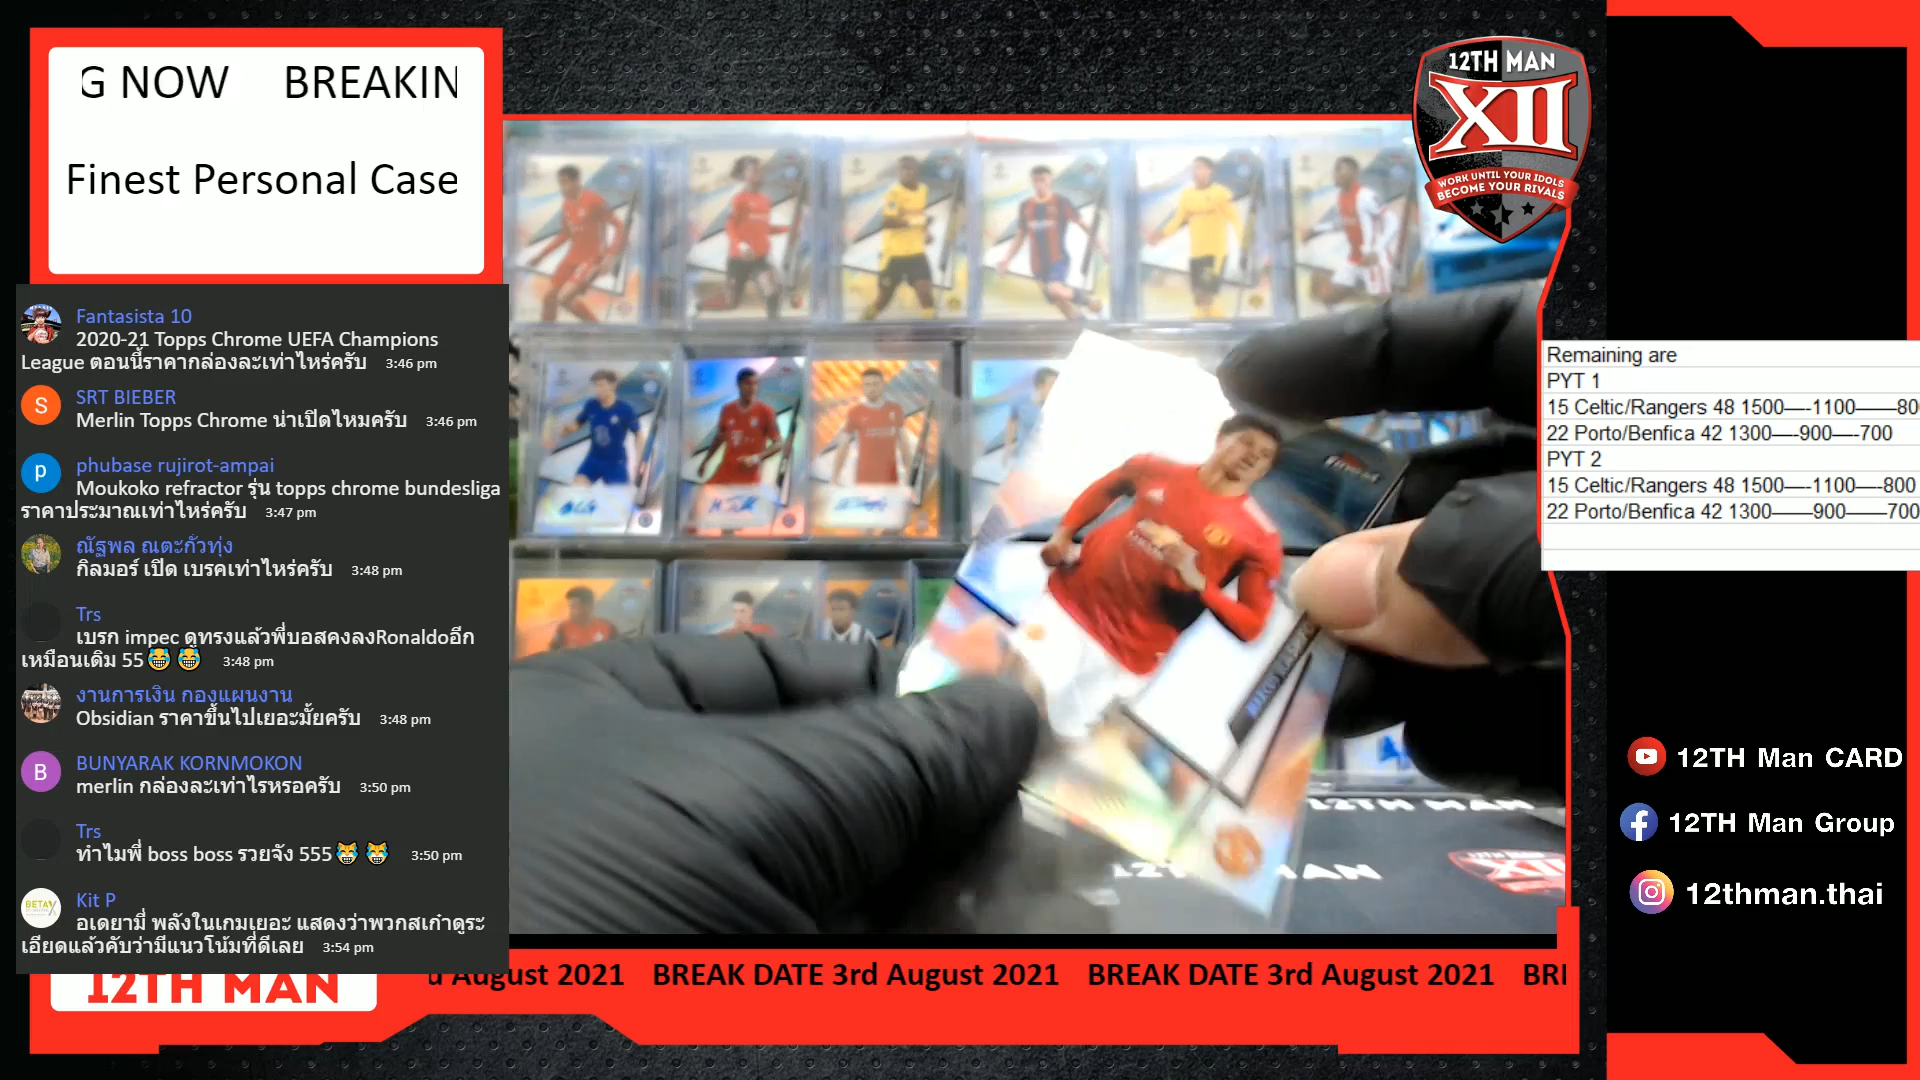 G NOW BREAKIN
Finest Personal Case
Fantasista 10
2020-21 Topps Chrome UEFA Champions
League ตอนนี้ราคากล่องละเท่าไหร่ครับ 3:46 pm
S
SRT BIEBER
Merlin Topps Chrome น่าเปิดไหมครับ 3:46 pm
p
phubase rujirot-ampai
Moukoko refractor รุ่น topps chrome bundesliga
ราคาประมาณเท่าไหร่ครับ 3:47 pm
ณัฐพล ณตะกั่วทุ่ง
กิลมอร์ เปิด เบรคเท่าไหร่ครับ 3:48 pm
Trs
เบรก impec ดูทรงแล้วพี่บอสคงลงRonaldoอีก
เหมือนเดิม 55😹 😹 3:48 pm
งานการเงิน กองแผนงาน
Obsidian ราคาขึ้นไปเยอะมั้ยครับ 3:48 pm
B
BUNYARAK KORNMOKON
merlin กล่องละเท่าไรหรอครับ 3:50 pm
Trs
ทำไมพี่ boss boss รวยจัง 555😹 😹 3:50 pm
BETA
Kit P
อเดยามี่ พลังในเกมเยอะ แสดงว่าพวกสเก๋าดูระ
เอียดแล้วคับว่ามีแนวโน้มที่ดีเลย 3:54 pm
12TH MAN
d August 2021 BREAK DATE 3rd August 2021 BREAK DATE 3rd August 2021 BRE
12TH MAN
XII
WORK UNTIL YOUR IDOLS
BECOME YOUR RIVALS
12TH MAN
12TH MAN
12TH MAN
XII
Remaining are
PYT 1
15 Celtic/Rangers 48 1500—-1100——80
22 Porto/Benfica 42 1300—-900—-700
PYT 2
15 Celtic/Rangers 48 1500—-1100—-800
22 Porto/Benfica 42 1300——900——700
12TH Man CARD
12TH Man Group
12thman.thai